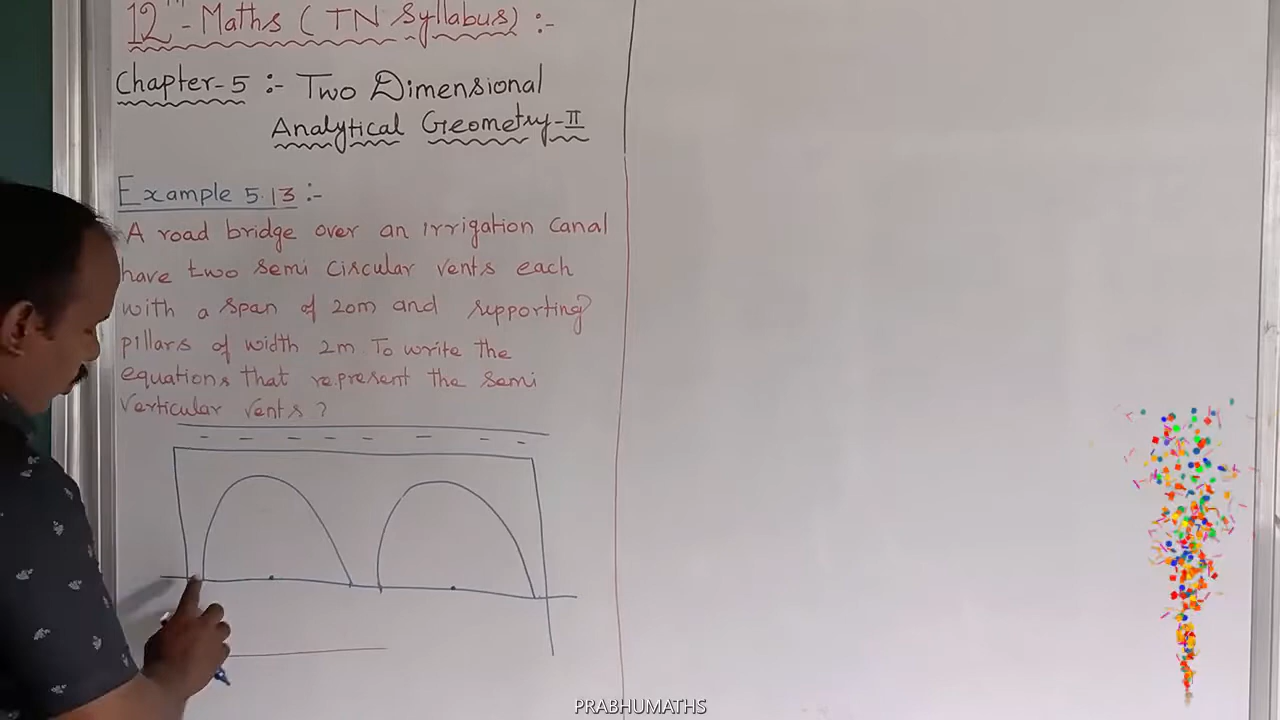 12th - Maths ( TN Syllabus) :-
Chapter-5 :- Two Dimensional
Analytical Geometry-II
Example 5.13 :-
A road bridge over an irrigation canal
have two semi circular vents each
with a span of 20m and supporting
pillars of width 2m. To write the
equations that represent the semi
verticular vents ?
PRABHUMATHS